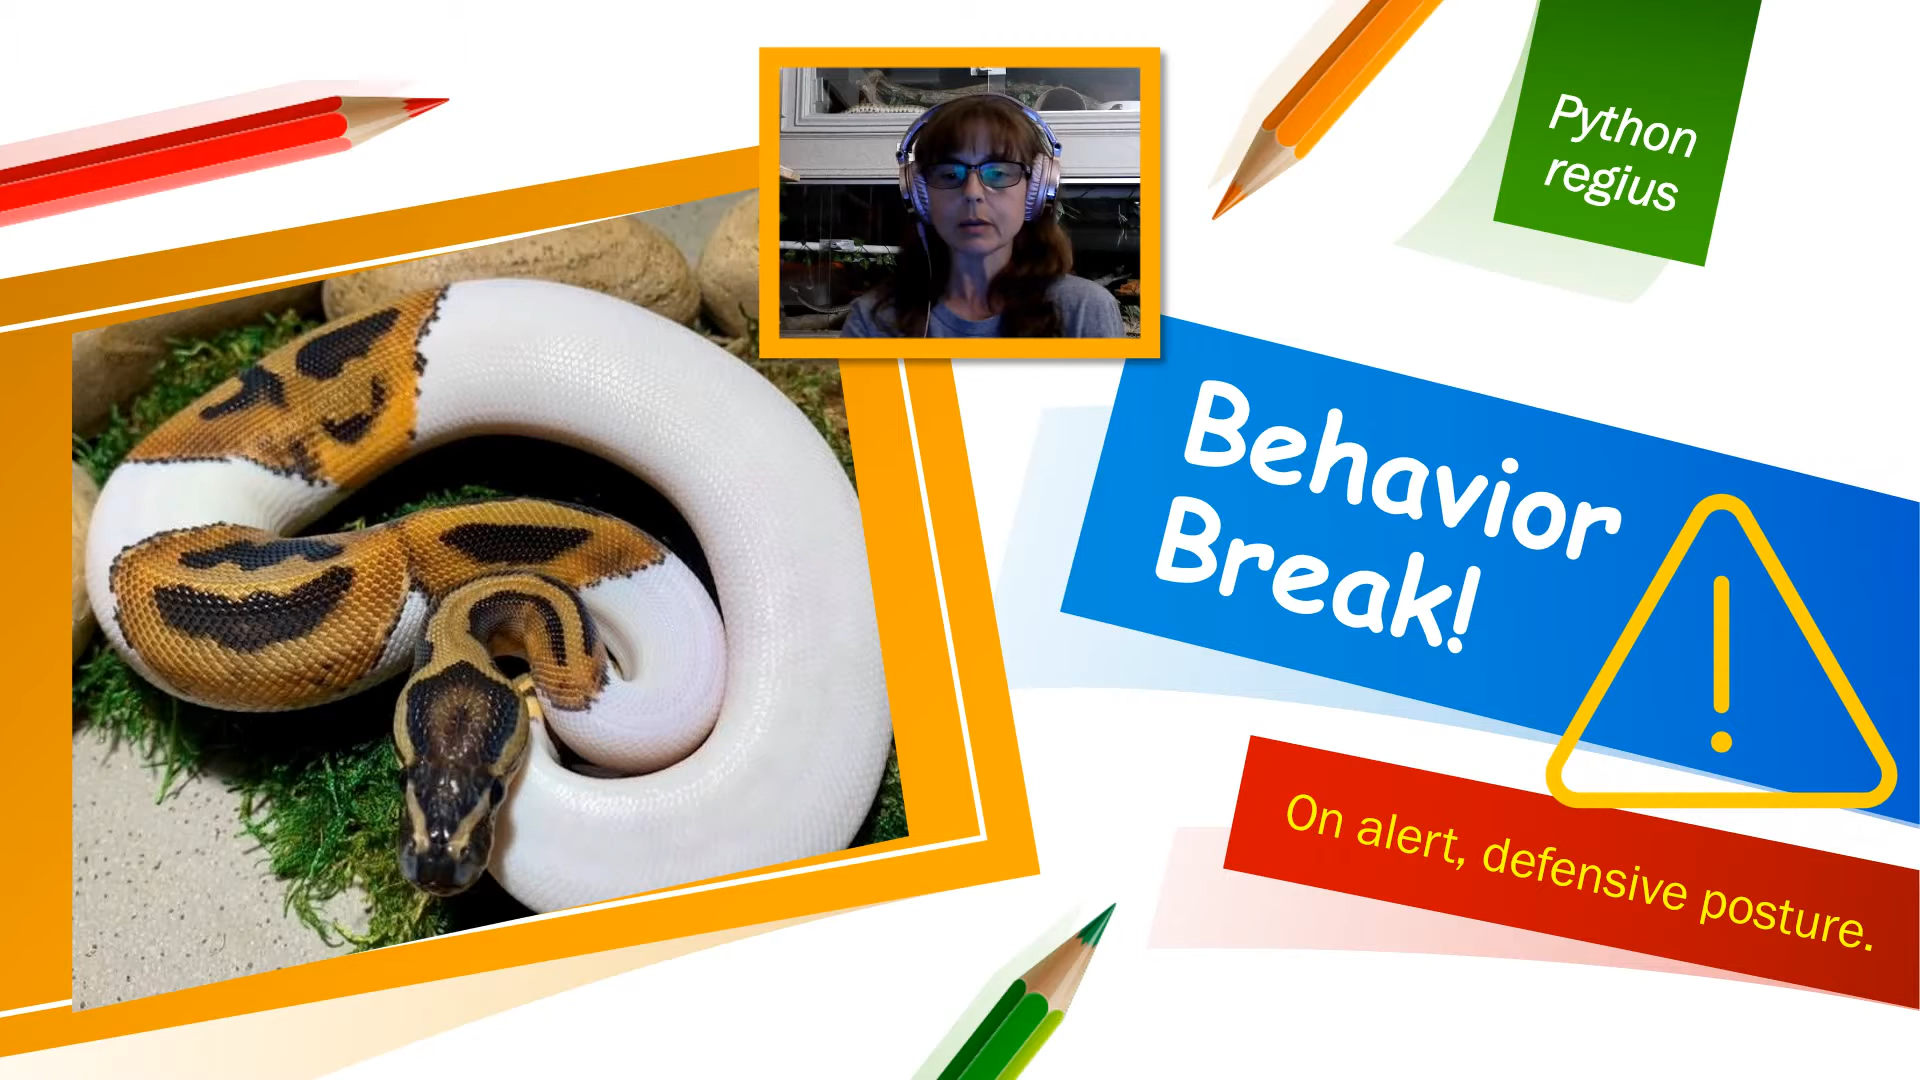 Python
regius
Behavior
Break!
On alert, defensive posture.